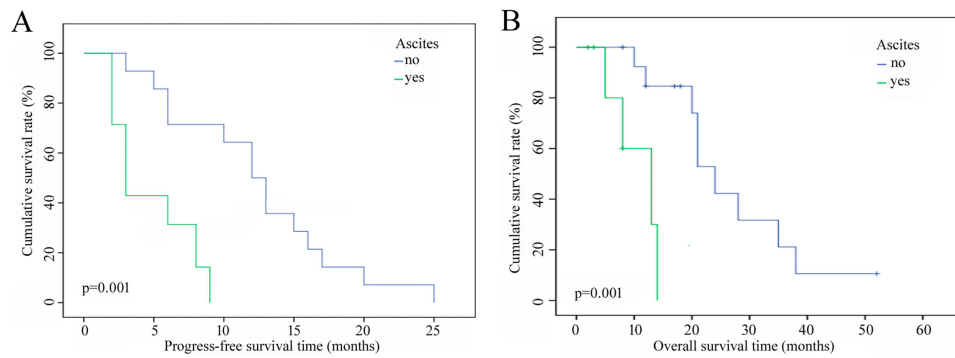 A
Ascites
no
yes
Cumulative survival rate (%)
100
80
60
40
20
0
p=0.001
0 5 10 15 20 25
Progress-free survival time (months)
B
Ascites
no
yes
Cumulative survival rate (%)
100
80
60
40
20
0
p=0.001
0 10 20 30 40 50 60
Overall survival time (months)